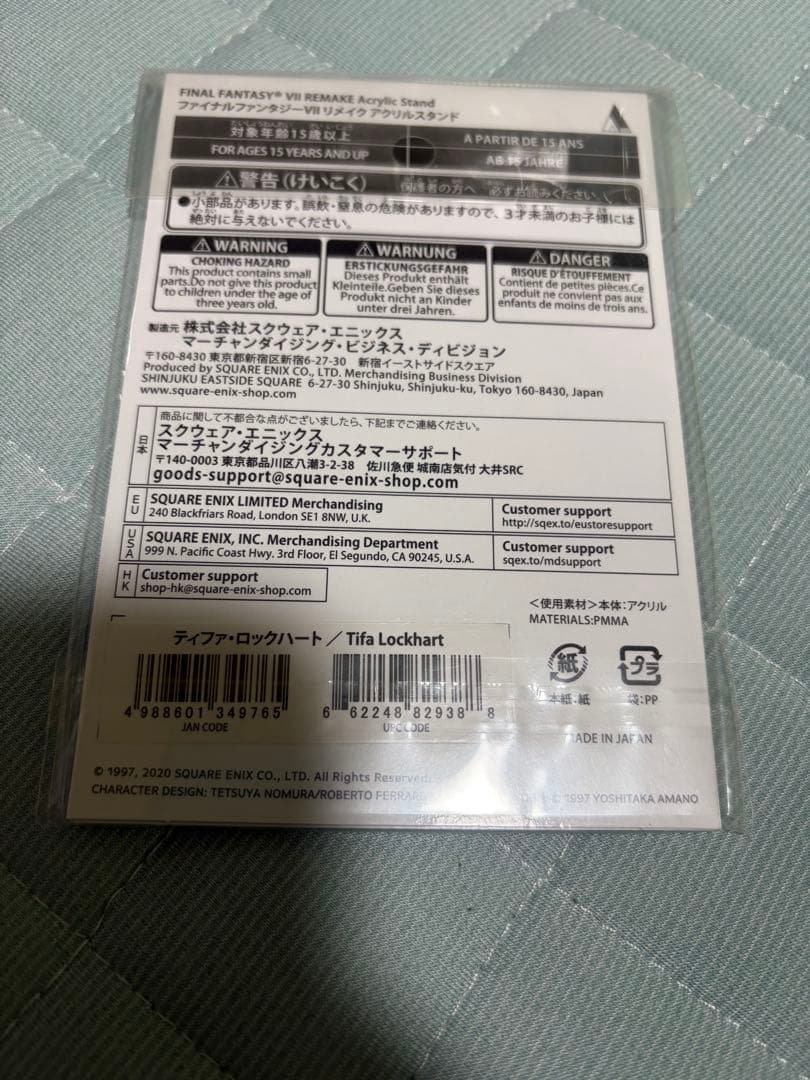 FINAL FANTASY® VII REMAKE Acrylic Stand
ファイナルファンタジーVII リメイク アクリルスタンド
対象年齢15歳以上
FOR AGES 15 YEARS AND UP
A PARTIR DE 15 ANS
AB 15 JAHRE
⚠警告(けいこく) 保護者の方へ 必ずお読みください
●小部品があります。誤飲・窒息の危険がありますので、3才未満のお子様には
絶対に与えないでください。
⚠WARNING
CHOKING HAZARD
This product contains small
parts.Do not give this product
to children under the age of
three years old.
⚠WARNUNG
ERSTICKUNGSGEFAHR
Dieses Produkt enthält
Kleinteile.Geben Sie dieses
Produkt nicht an Kinder
unter drei Jahren.
⚠DANGER
RISQUE D'ÉTOUFFEMENT
Contient de petites pièces.Ce
produit ne convient pas aux
enfants de moins de trois ans.
製造元 株式会社スクウェア・エニックス
マーチャンダイジング・ビジネス・ディビジョン
〒160-8430 東京都新宿区新宿6-27-30 新宿イーストサイドスクエア
Produced by SQUARE ENIX CO., LTD. Merchandising Business Division
SHINJUKU EASTSIDE SQUARE 6-27-30 Shinjuku, Shinjuku-ku, Tokyo 160-8430, Japan
www.square-enix-shop.com
日本
商品に関して不都合な点がございましたら、下記までご連絡ください。
スクウェア・エニックス
マーチャンダイジングカスタマーサポート
〒140-0003 東京都品川区八潮3-2-38 佐川急便 城南店気付 大井SRC
goods-support@square-enix-shop.com
EU
SQUARE ENIX LIMITED Merchandising
240 Blackfriars Road, London SE1 8NW, U.K.
Customer support
http://sqex.to/eustoresupport
USA
SQUARE ENIX, INC. Merchandising Department
999 N. Pacific Coast Hwy. 3rd Floor, El Segundo, CA 90245, U.S.A.
Customer support
sqex.to/mdsupport
HK
Customer support
shop-hk@square-enix-shop.com
<使用素材>本体:アクリル
MATERIALS:PMMA
ティファ・ロックハート／Tifa Lockhart
4 988601 349765
JAN CODE
6 62248 82938 8
UPC CODE
紙
本紙:紙
プラ
袋:PP
MADE IN JAPAN
© 1997, 2020 SQUARE ENIX CO., LTD. All Rights Reserved.
CHARACTER DESIGN: TETSUYA NOMURA/ROBERTO FERRARI
© 1997 YOSHITAKA AMANO